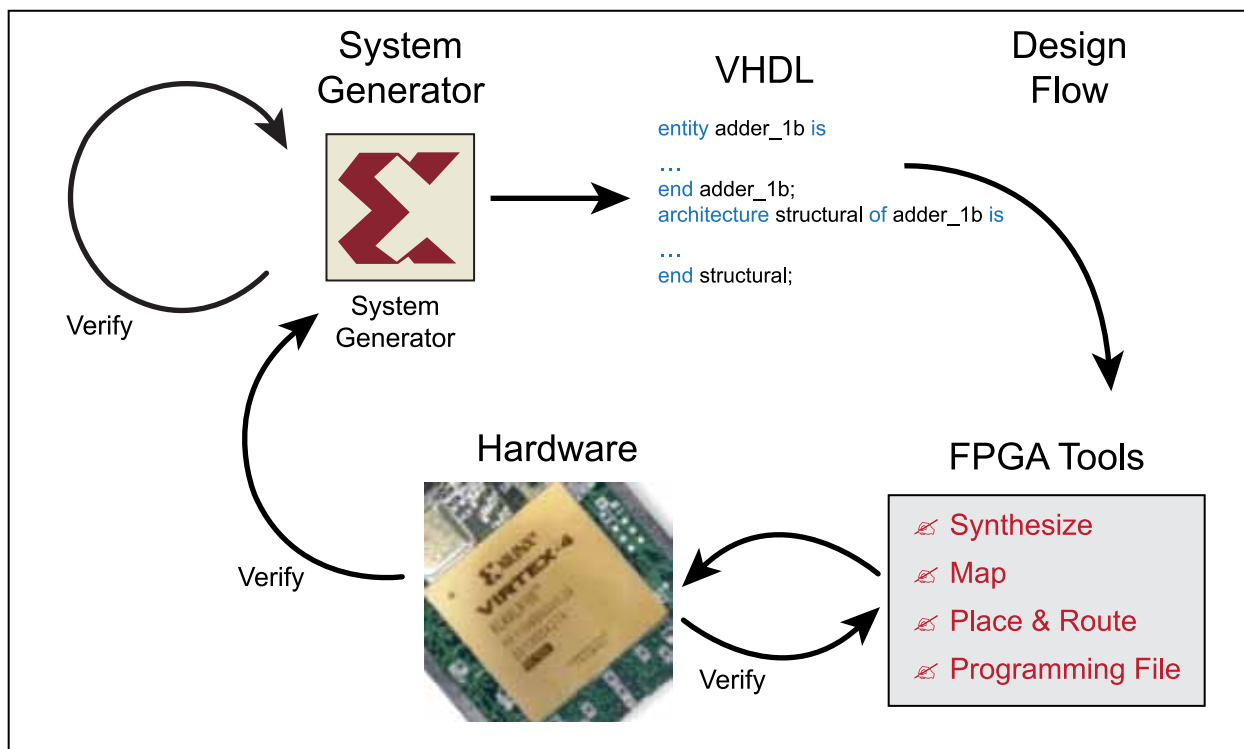 System
Generator
VHDL
Design
Flow
entity adder_1b is
...
end adder_1b;
architecture structural of adder_1b is
...
end structural;
System
Generator
Verify
Hardware
FPGA Tools
XILINX
VIRTEX-4
Verify
Verify
Synthesize
Map
Place & Route
Programming File